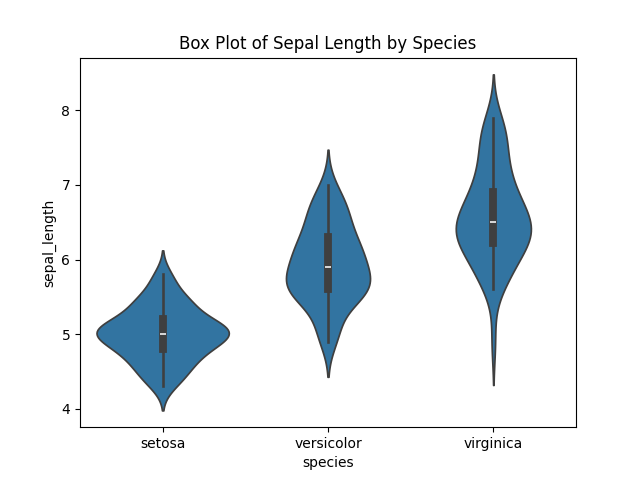 Box Plot of Sepal Length by Species
sepal_length
8
7
6
5
4
setosa versicolor virginica
species